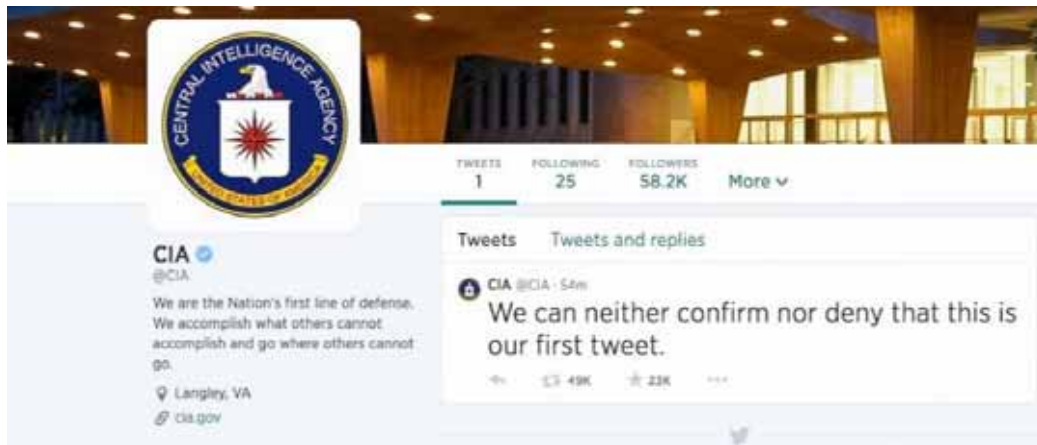 CENTRAL INTELLIGENCE AGENCY
UNITED STATES OF AMERICA
TWEETS FOLLOWING FOLLOWERS
1 25 58.2K More
CIA
@CIA
We are the Nation's first line of defense.
We accomplish what others cannot
accomplish and go where others cannot
go.
Langley, VA
cia.gov
Tweets Tweets and replies
CIA @CIA · 54m
We can neither confirm nor deny that this is
our first tweet.
49K 23K